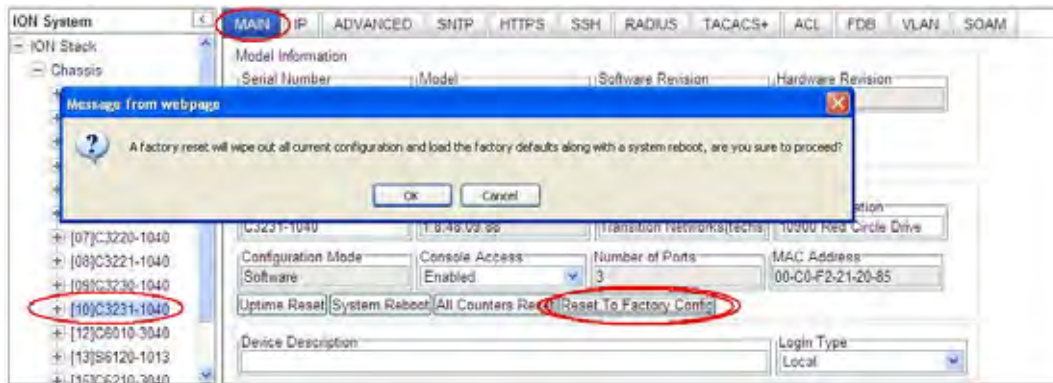 ION System
MAIN IP ADVANCED SNTP HTTPS SSH RADIUS TACACS+ ACL FDB VLAN SOAM
ION Stack
Chassis
Model Information
Serial Number Model Software Revision Hardware Revision
Message from webpage
A factory reset will wipe out all current configuration and load the factory defaults along with a system reboot, are you sure to proceed?
OK Cancel
[07]C3220-1040
[08]C3221-1040
[09]C3230-1040
[10]C3231-1040
[12]C6010-3040
[13]S6120-1013
[15]C6210-3040
C3231-1040 Transition Networks(techs 10900 Red Circle Drive
Configuration Mode Console Access Number of Ports MAC Address
Software Enabled 3 00-C0-F2-21-20-85
Uptime Reset System Reboot All Counters Reset Reset To Factory Config
Device Description Login Type
Local